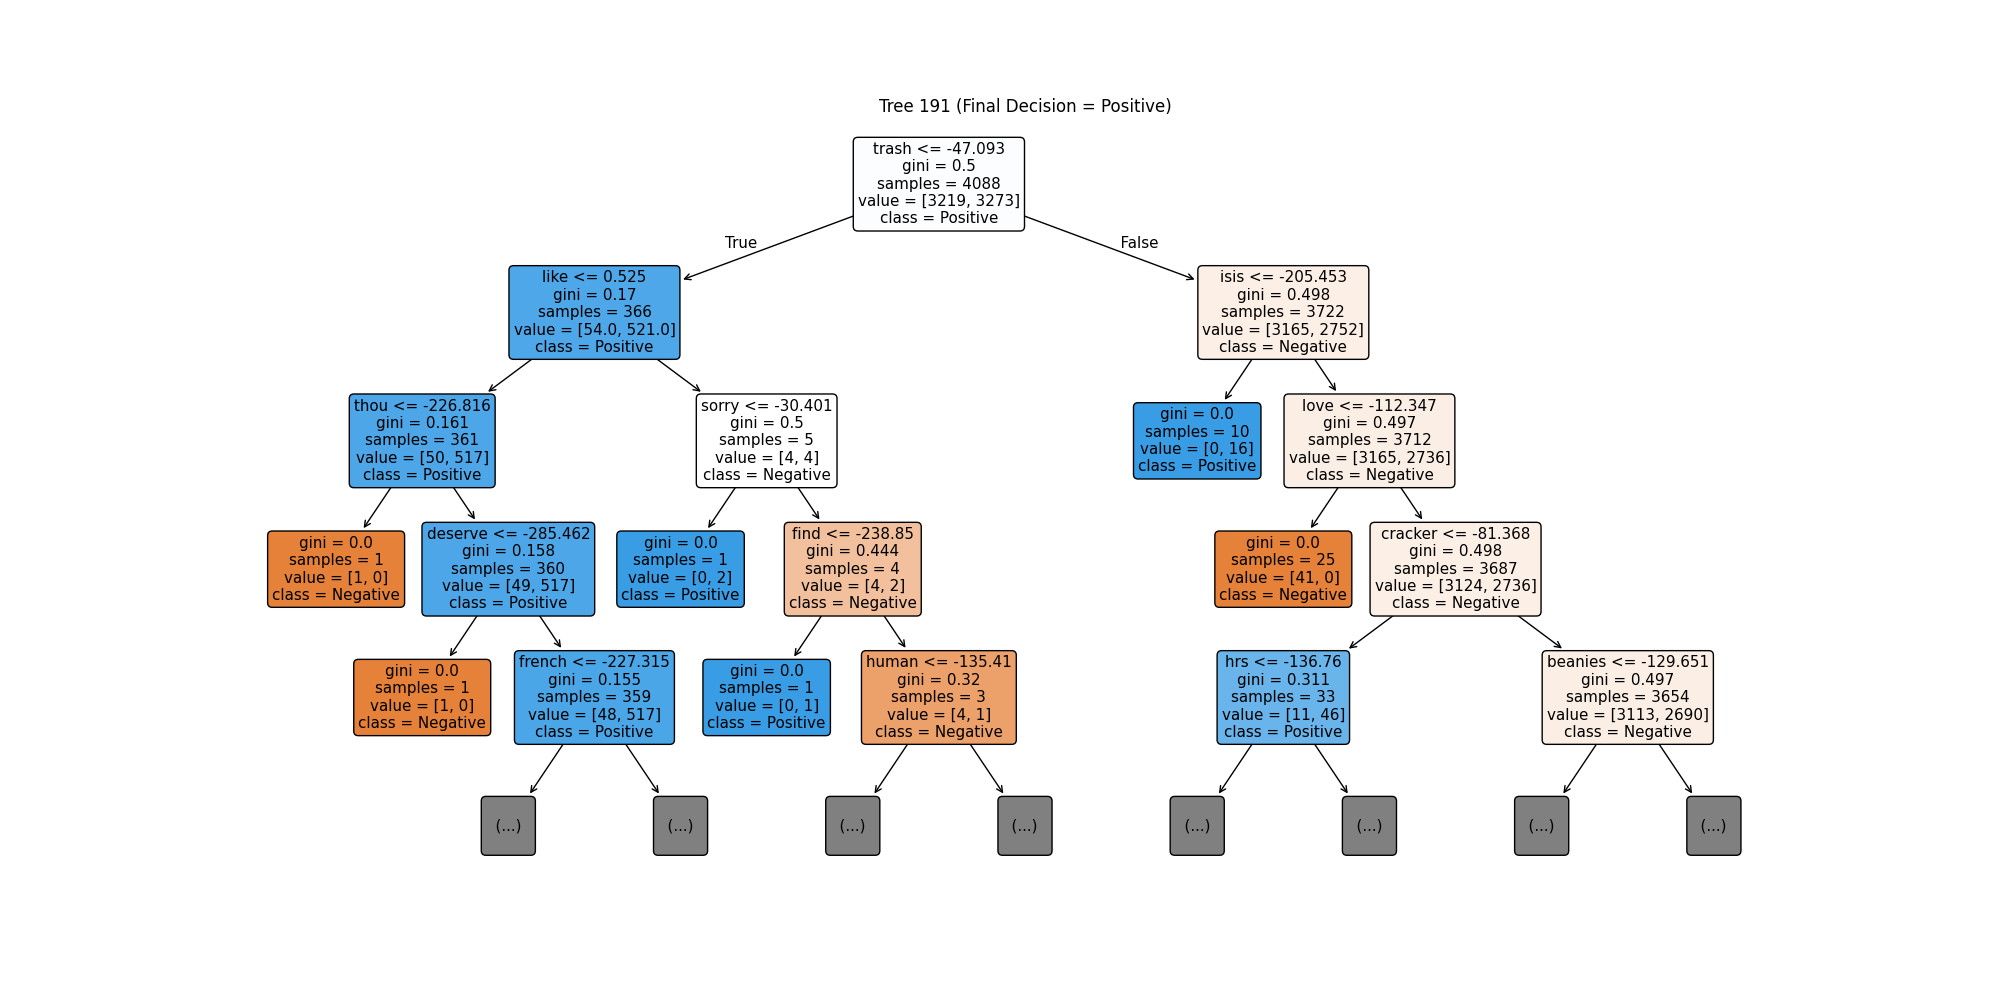 Tree 191 (Final Decision = Positive)
trash <= -47.093
gini = 0.5
samples = 4088
value = [3219, 3273]
class = Positive
True
False
like <= 0.525
gini = 0.17
samples = 366
value = [54.0, 521.0]
class = Positive
isis <= -205.453
gini = 0.498
samples = 3722
value = [3165, 2752]
class = Negative
thou <= -226.816
gini = 0.161
samples = 361
value = [50, 517]
class = Positive
sorry <= -30.401
gini = 0.5
samples = 5
value = [4, 4]
class = Negative
gini = 0.0
samples = 10
value = [0, 16]
class = Positive
love <= -112.347
gini = 0.497
samples = 3712
value = [3165, 2736]
class = Negative
gini = 0.0
samples = 1
value = [1, 0]
class = Negative
deserve <= -285.462
gini = 0.158
samples = 360
value = [49, 517]
class = Positive
gini = 0.0
samples = 1
value = [0, 2]
class = Positive
find <= -238.85
gini = 0.444
samples = 4
value = [4, 2]
class = Negative
gini = 0.0
samples = 25
value = [41, 0]
class = Negative
cracker <= -81.368
gini = 0.498
samples = 3687
value = [3124, 2736]
class = Negative
gini = 0.0
samples = 1
value = [1, 0]
class = Negative
french <= -227.315
gini = 0.155
samples = 359
value = [48, 517]
class = Positive
gini = 0.0
samples = 1
value = [0, 1]
class = Positive
human <= -135.41
gini = 0.32
samples = 3
value = [4, 1]
class = Negative
hrs <= -136.76
gini = 0.311
samples = 33
value = [11, 46]
class = Positive
beanies <= -129.651
gini = 0.497
samples = 3654
value = [3113, 2690]
class = Negative
(...)
(...)
(...)
(...)
(...)
(...)
(...)
(...)